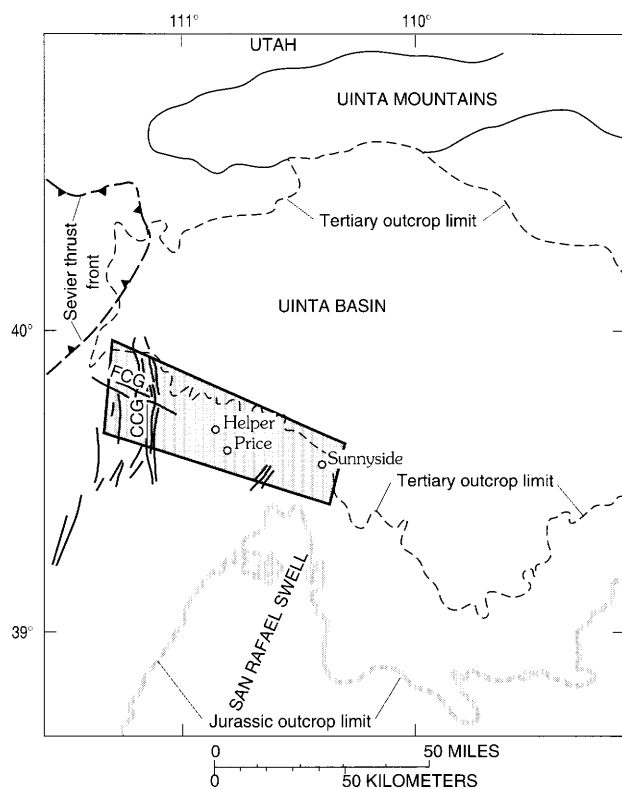 111°
110°
UTAH
UINTA MOUNTAINS
Tertiary outcrop limit
Sevier thrust
front
UINTA BASIN
40°
FCG
CCG
Helper
Price
Sunnyside
Tertiary outcrop limit
39°
SAN RAFAEL SWELL
Jurassic outcrop limit
0 50 MILES
0 50 KILOMETERS